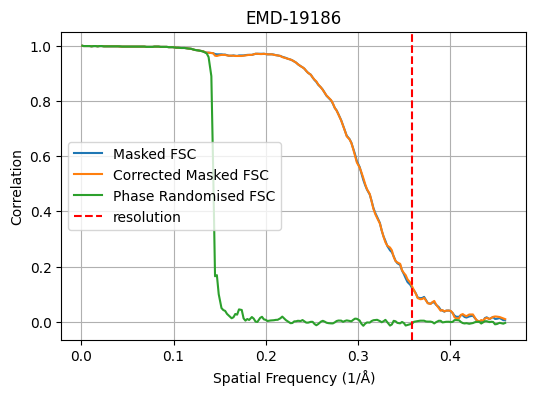 EMD-19186
1.0
0.8
0.6
0.4
0.2
0.0
Correlation
Masked FSC
Corrected Masked FSC
Phase Randomised FSC
resolution
0.0 0.1 0.2 0.3 0.4
Spatial Frequency (1/Å)